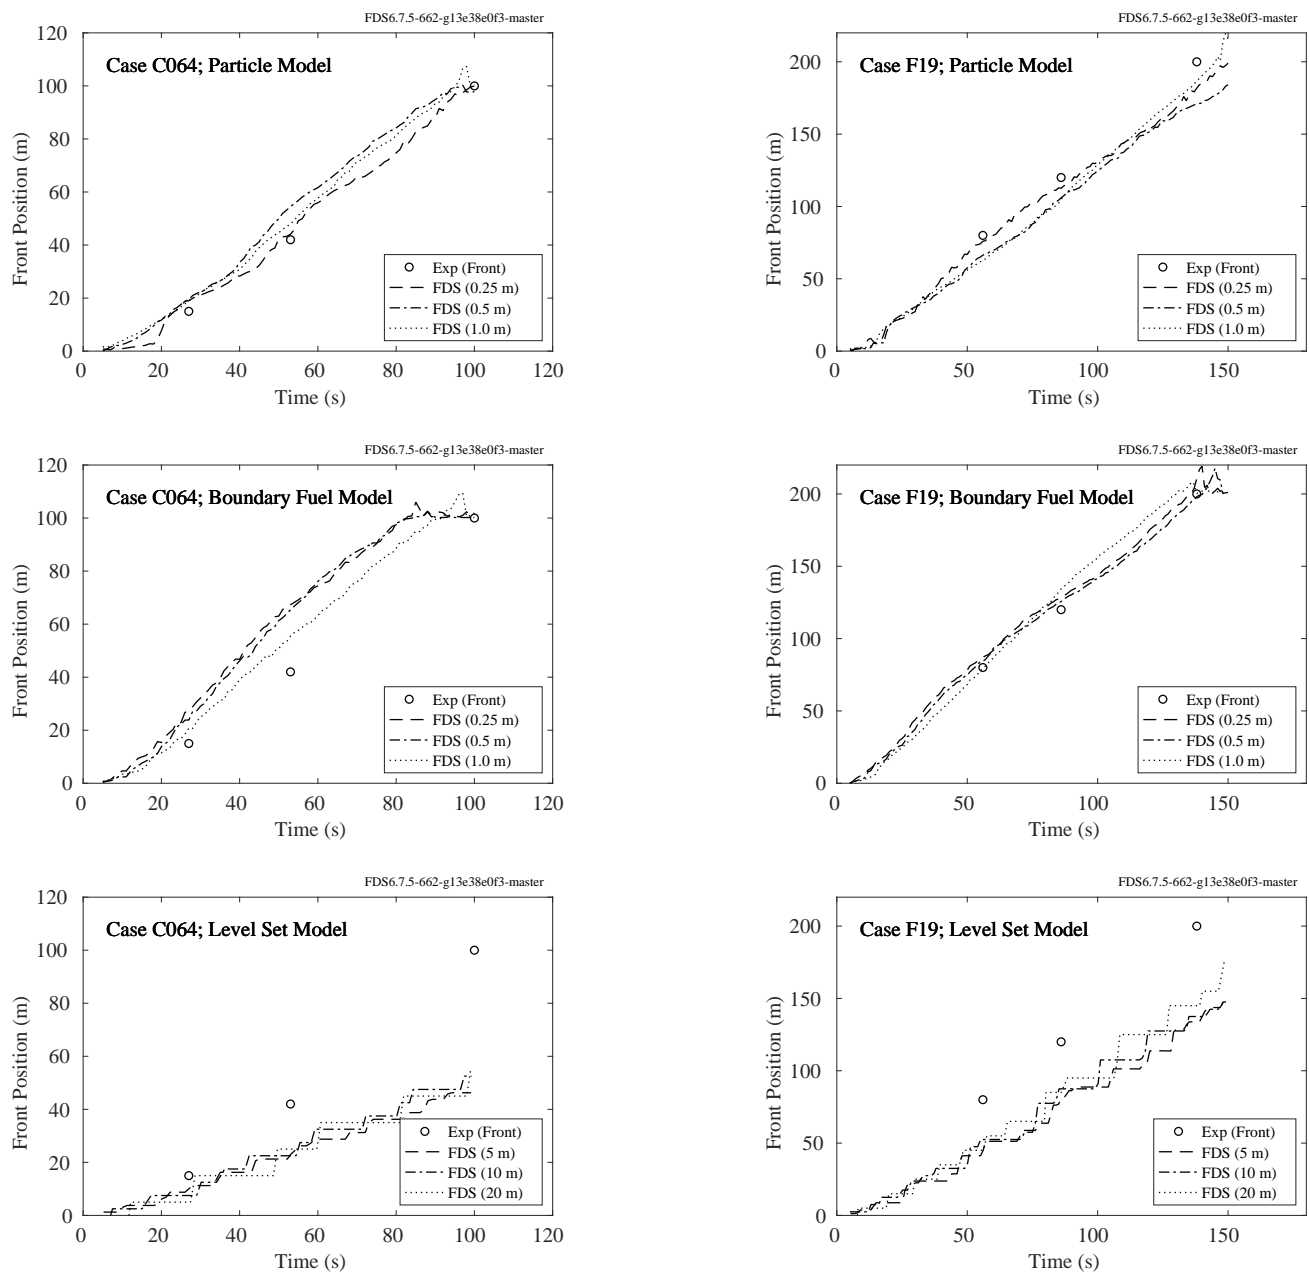 FDS6.7.5-662-g13e38e0f3-master
Case C064; Particle Model
Front Position (m)
120
100
80
60
40
20
0
0 20 40 60 80 100 120
Time (s)
Exp (Front)
FDS (0.25 m)
FDS (0.5 m)
FDS (1.0 m)
FDS6.7.5-662-g13e38e0f3-master
Case F19; Particle Model
Front Position (m)
200
150
100
50
0
0 50 100 150
Time (s)
Exp (Front)
FDS (0.25 m)
FDS (0.5 m)
FDS (1.0 m)
FDS6.7.5-662-g13e38e0f3-master
Case C064; Boundary Fuel Model
Front Position (m)
120
100
80
60
40
20
0
0 20 40 60 80 100 120
Time (s)
Exp (Front)
FDS (0.25 m)
FDS (0.5 m)
FDS (1.0 m)
FDS6.7.5-662-g13e38e0f3-master
Case F19; Boundary Fuel Model
Front Position (m)
200
150
100
50
0
0 50 100 150
Time (s)
Exp (Front)
FDS (0.25 m)
FDS (0.5 m)
FDS (1.0 m)
FDS6.7.5-662-g13e38e0f3-master
Case C064; Level Set Model
Front Position (m)
120
100
80
60
40
20
0
0 20 40 60 80 100 120
Time (s)
Exp (Front)
FDS (5 m)
FDS (10 m)
FDS (20 m)
FDS6.7.5-662-g13e38e0f3-master
Case F19; Level Set Model
Front Position (m)
200
150
100
50
0
0 50 100 150
Time (s)
Exp (Front)
FDS (5 m)
FDS (10 m)
FDS (20 m)